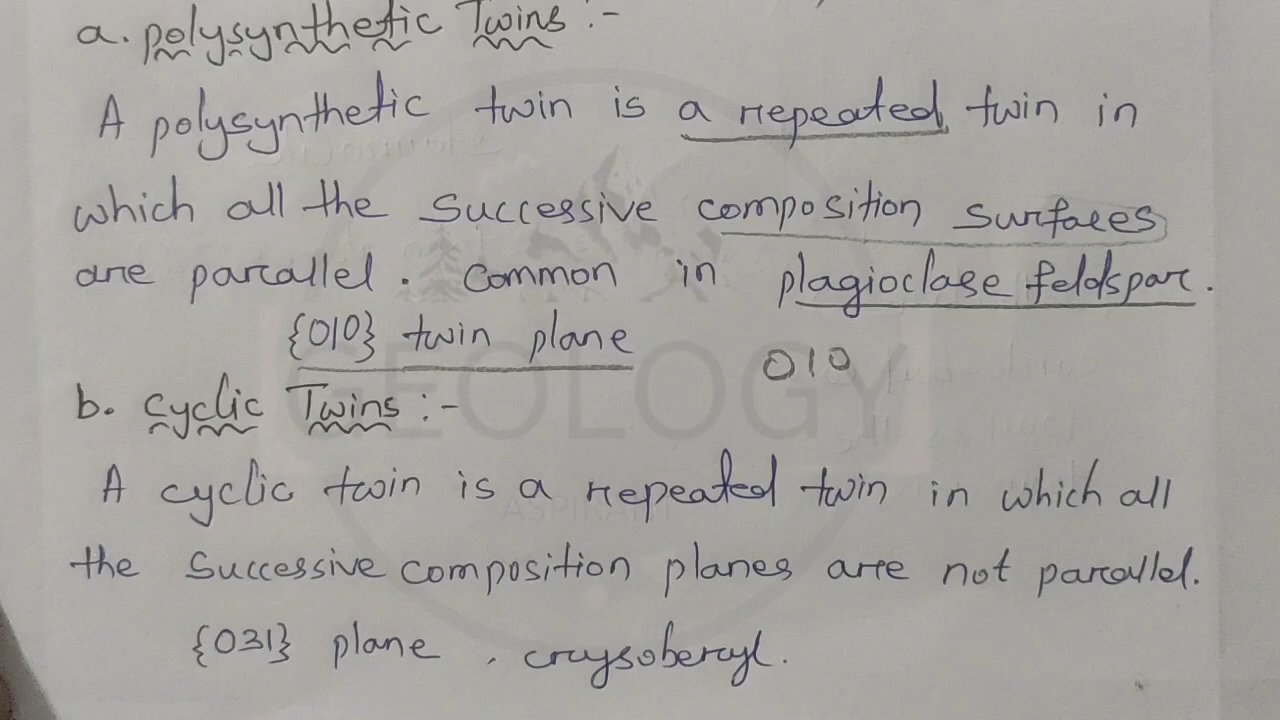 a. polysynthetic Twins :-
A polysynthetic twin is a repeated twin in
which all the successive composition surfaces
are parallel. Common in plagioclase feldspar.
{010} twin plane
010
GEOLOGY
b. cyclic Twins :-
A cyclic twin is a repeated twin in which all
the successive composition planes are not parallel.
{031} plane, crysoberyl.